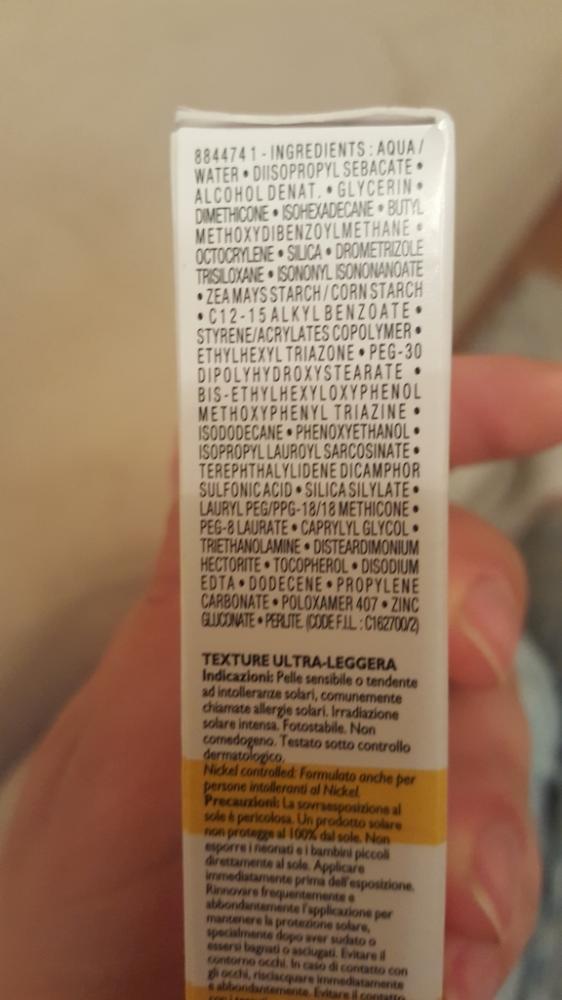 8844741 - INGREDIENTS : AQUA /
WATER • DIISOPROPYL SEBACATE •
ALCOHOL DENAT. • GLYCERIN •
DIMETHICONE • ISOHEXADECANE • BUTYL
METHOXYDIBENZOYLMETHANE •
OCTOCRYLENE • SILICA • DROMETRIZOLE
TRISILOXANE • ISONONYL ISONONANOATE
• ZEA MAYS STARCH / CORN STARCH
• C12-15 ALKYL BENZOATE •
STYRENE/ACRYLATES COPOLYMER •
ETHYLHEXYL TRIAZONE • PEG-30
DIPOLYHYDROXYSTEARATE •
BIS-ETHYLHEXYLOXYPHENOL
METHOXYPHENYL TRIAZINE •
ISODODECANE • PHENOXYETHANOL •
ISOPROPYL LAUROYL SARCOSINATE •
TEREPHTHALYLIDENE DICAMPHOR
SULFONIC ACID • SILICA SILYLATE •
LAURYL PEG/PPG-18/18 METHICONE •
PEG-8 LAURATE • CAPRYLYL GLYCOL •
TRIETHANOLAMINE • DISTEARDIMONIUM
HECTORITE • TOCOPHEROL • DISODIUM
EDTA • DODECENE • PROPYLENE
CARBONATE • POLOXAMER 407 • ZINC
GLUCONATE • PERLITE. (CODE F.I.L. : C162700/2)
TEXTURE ULTRA-LEGGERA
Indicazioni: Pelle sensibile o tendente
ad intolleranze solari, comunemente
chiamate allergie solari. Irradiazione
solare intensa. Fotostabile. Non
comedogeno. Testato sotto controllo
dermatologico.
Nickel controlled: Formulato anche per
persone intolleranti al Nickel.
Precauzioni: La sovraesposizione al
sole è pericolosa. Un prodotto solare
non protegge al 100% dal sole. Non
esporre i neonati e i bambini piccoli
direttamente al sole. Applicare
immediatamente prima dell'esposizione.
Rinnovare frequentemente e
abbondantemente l'applicazione per
mantenere la protezione solare,
specialmente dopo aver sudato o
essersi bagnati o asciugati. Evitare il
contorno occhi. In caso di contatto con
gli occhi, risciacquare immediatamente
e abbondantemente. Evitare il contatto